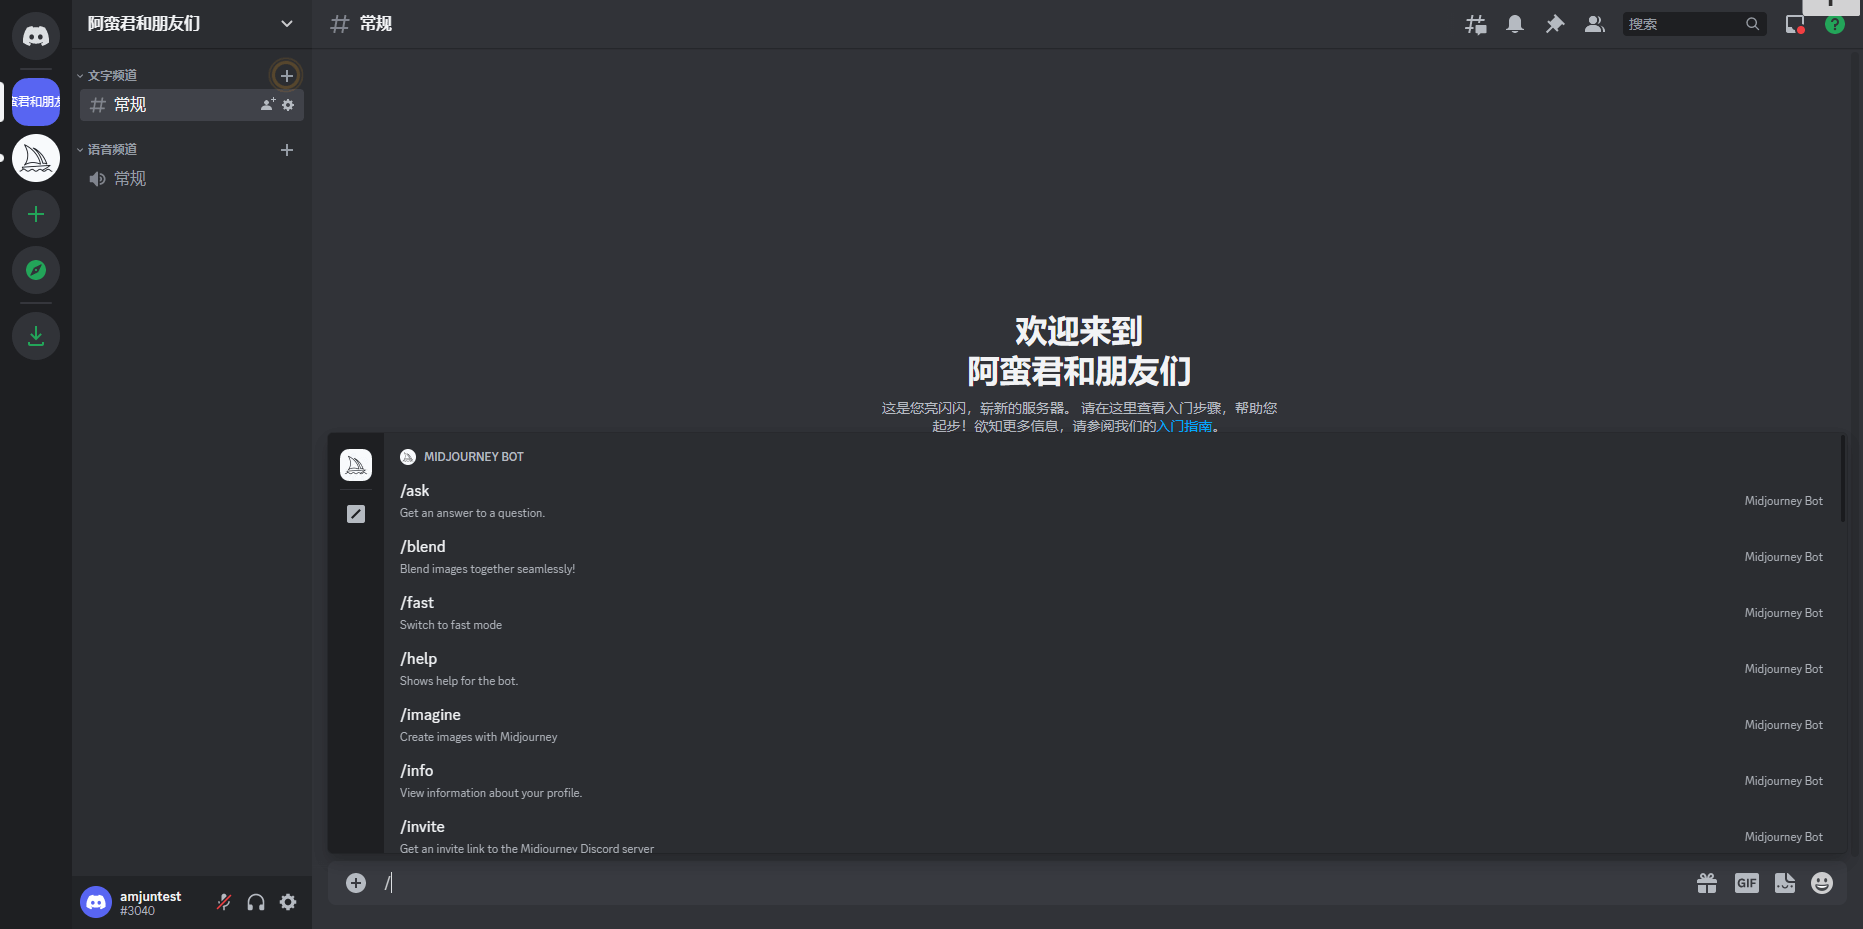 阿蛮君和朋友们
常规
搜索
文字频道
常规
语音频道
常规
欢迎来到
阿蛮君和朋友们
这是您亮闪闪，崭新的服务器。 请在这里查看入门步骤，帮助您
起步！欲知更多信息，请参阅我们的入门指南。
MIDJOURNEY BOT
/ask
Get an answer to a question.
Midjourney Bot
/blend
Blend images together seamlessly!
Midjourney Bot
/fast
Switch to fast mode
Midjourney Bot
/help
Shows help for the bot.
Midjourney Bot
/imagine
Create images with Midjourney
Midjourney Bot
/info
View information about your profile.
Midjourney Bot
/invite
Get an invite link to the Midjourney Discord server
Midjourney Bot
/
GIF
amjuntest
#3040